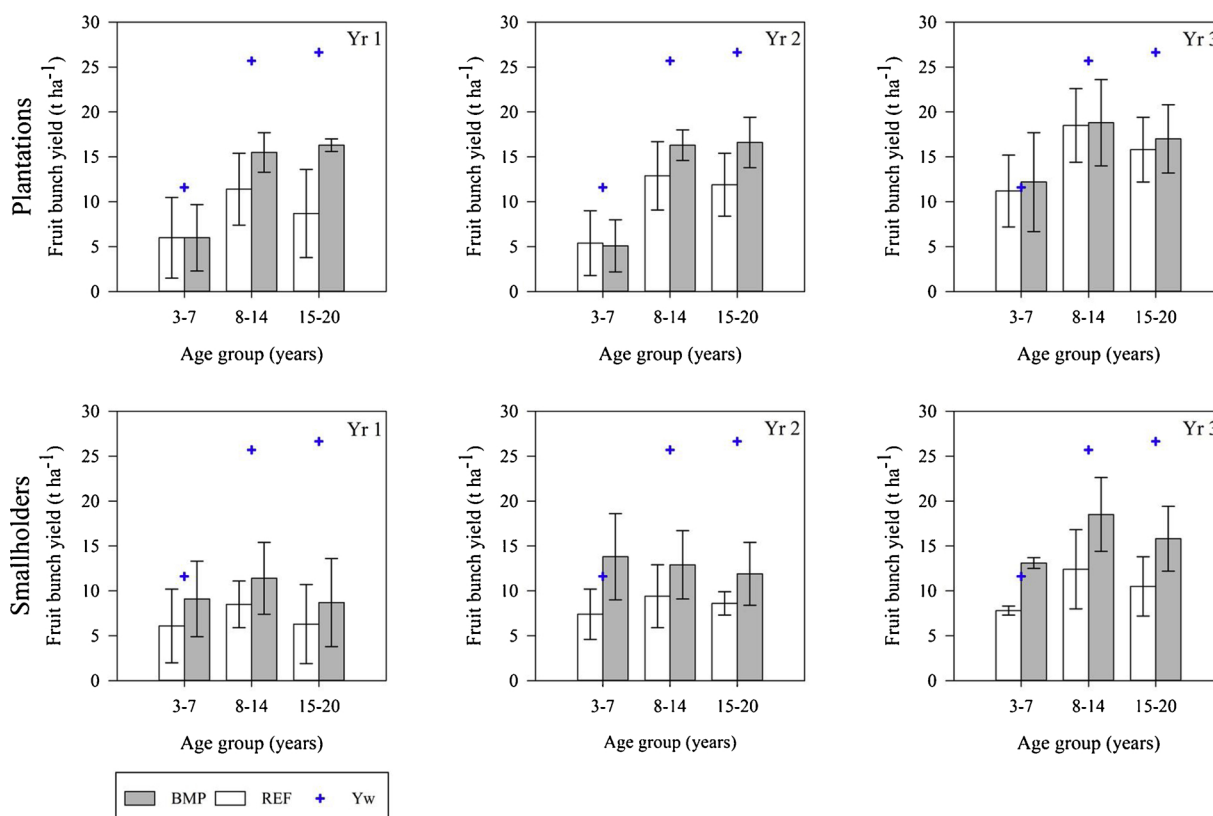 Plantations
Fruit bunch yield (t ha-1)
30
25
20
15
10
5
0
Yr 1
3-7 8-14 15-20
Age group (years)
Fruit bunch yield (t ha-1)
30
25
20
15
10
5
0
Yr 2
3-7 8-14 15-20
Age group (years)
Fruit bunch yield (t ha-1)
30
25
20
15
10
5
0
Yr 3
3-7 8-14 15-20
Age group (years)
Smallholders
Fruit bunch yield (t ha-1)
30
25
20
15
10
5
0
Yr 1
3-7 8-14 15-20
Age group (years)
Fruit bunch yield (t ha-1)
30
25
20
15
10
5
0
Yr 2
3-7 8-14 15-20
Age group (years)
Fruit bunch yield (t ha-1)
30
25
20
15
10
5
0
Yr 3
3-7 8-14 15-20
Age group (years)
BMP REF Yw